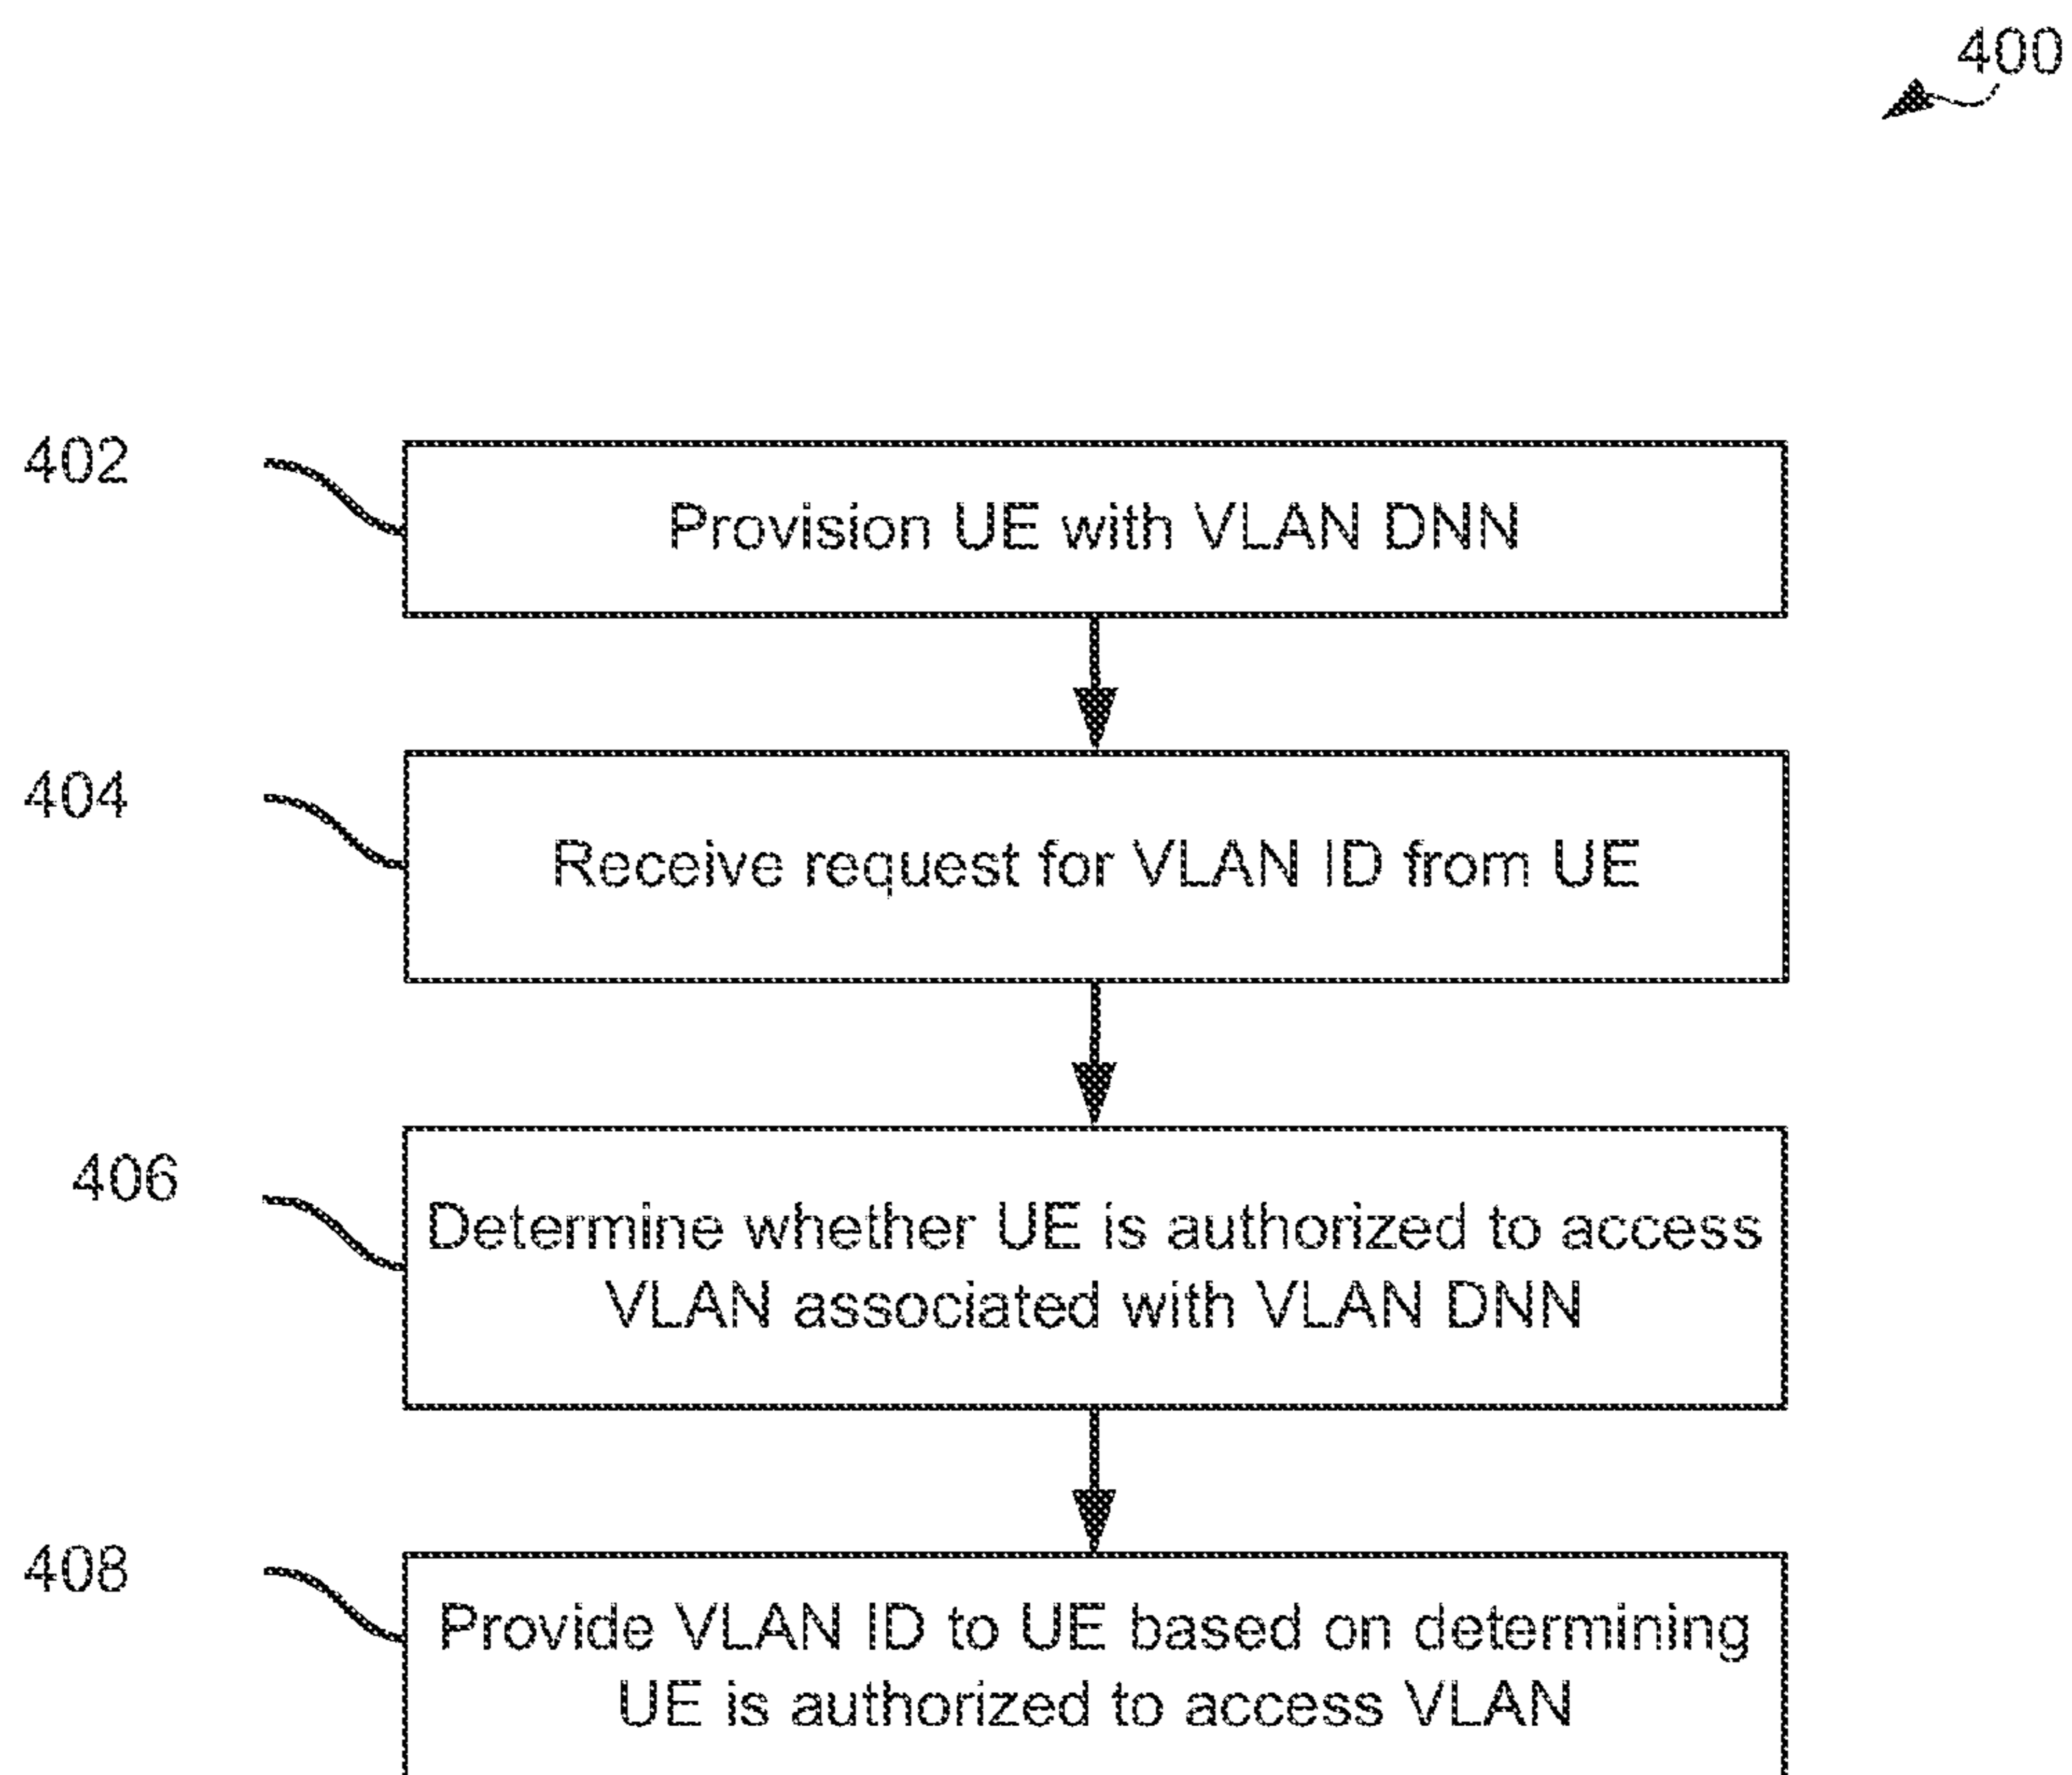 400
402
Provision UE with VLAN DNN
404
Receive request for VLAN ID from UE
406
Determine whether UE is authorized to access
VLAN associated with VLAN DNN
408
Provide VLAN ID to UE based on determining
UE is authorized to access VLAN